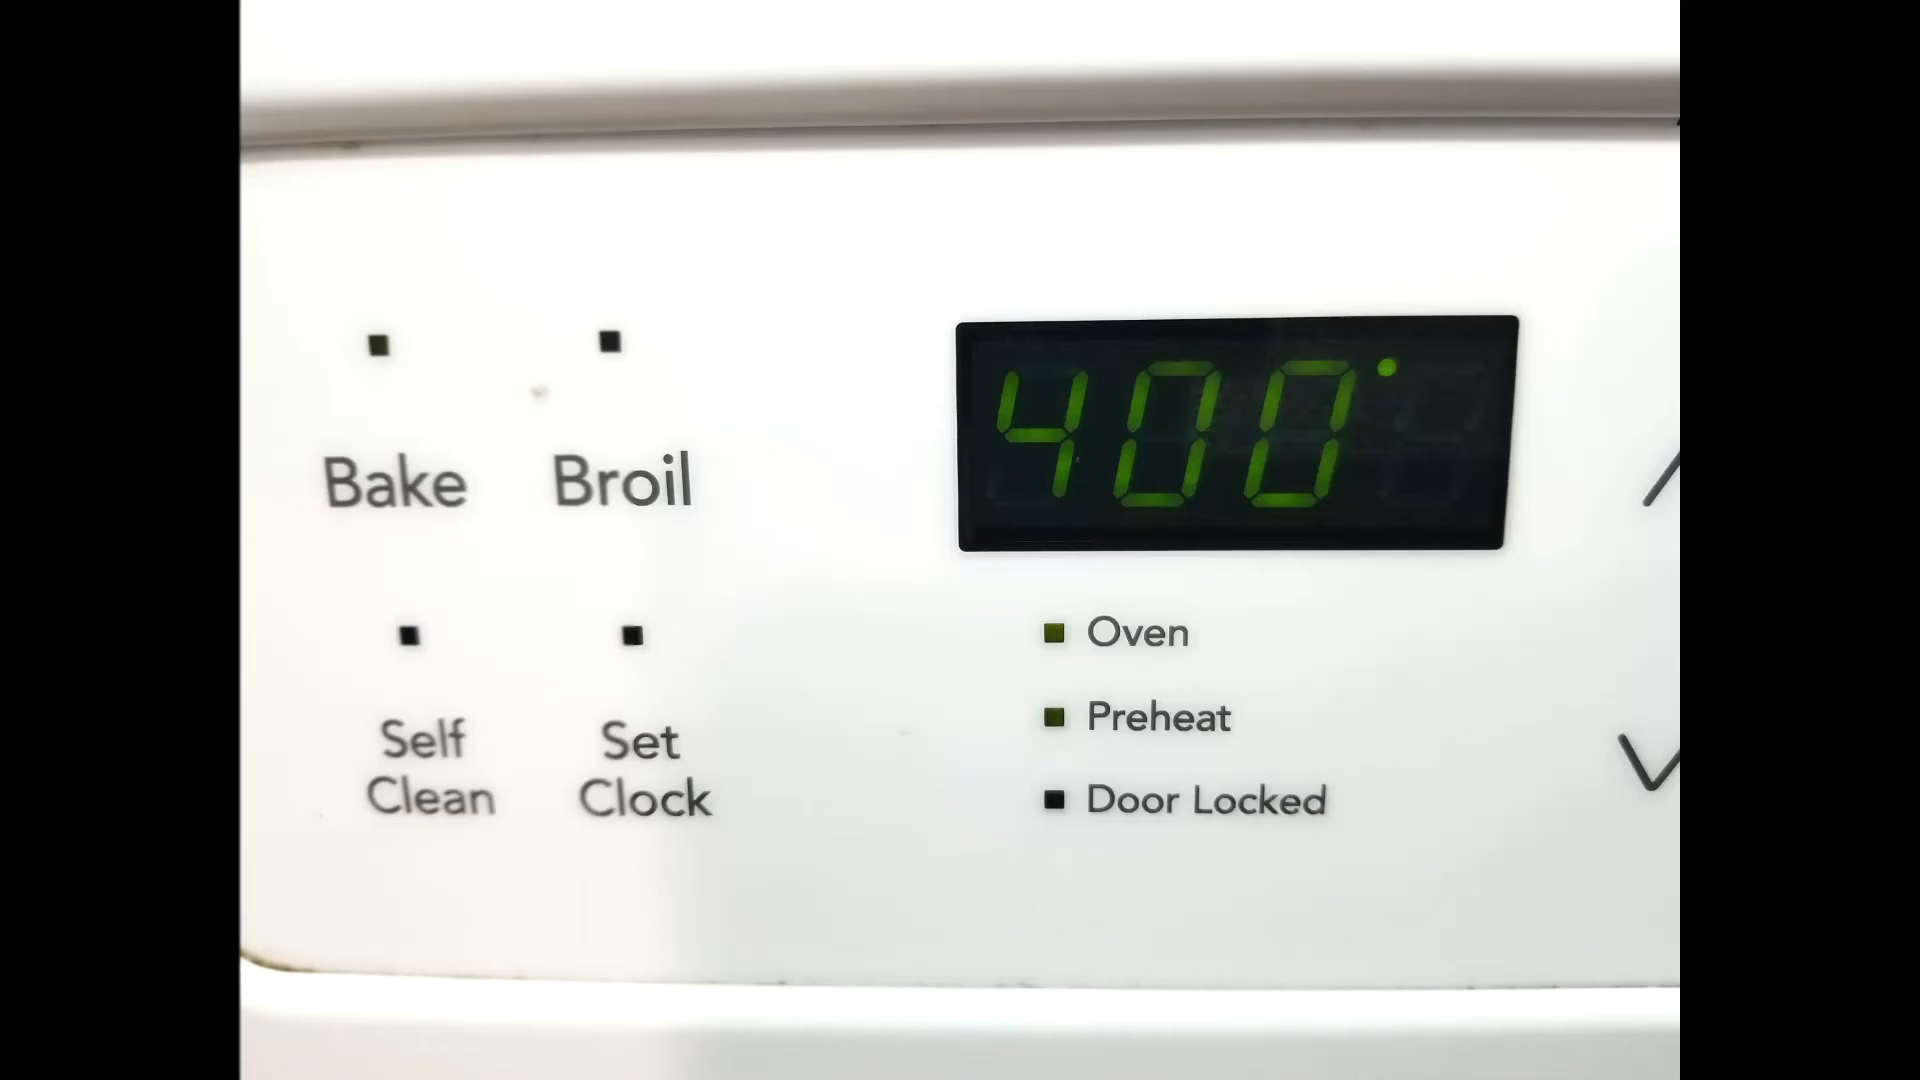 400°
Bake
Broil
Oven
Preheat
Self
Clean
Set
Clock
Door Locked